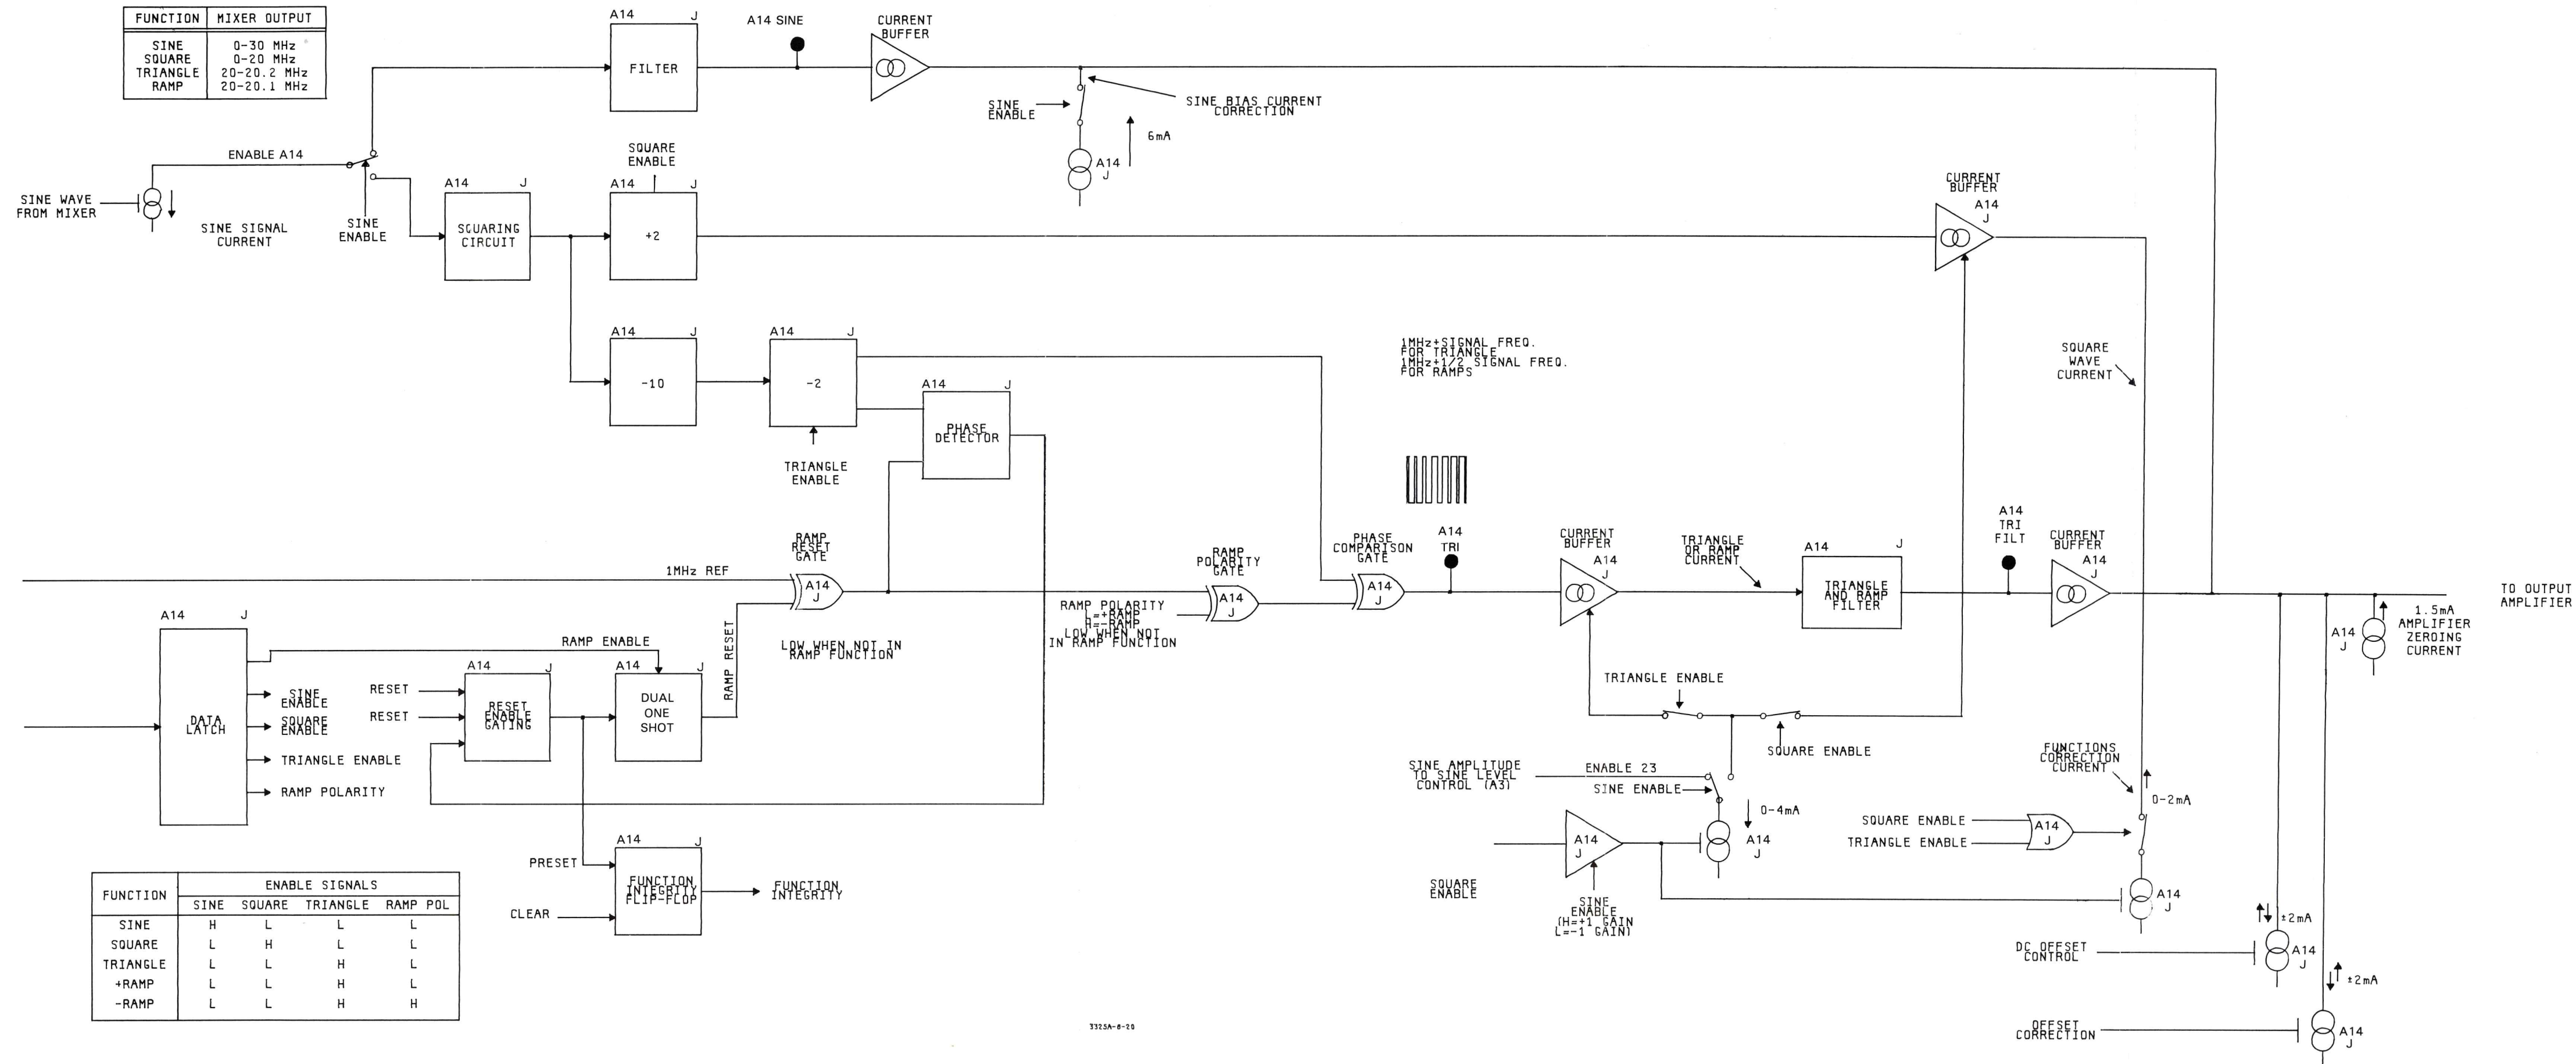 FUNCTION MIXER OUTPUT
SINE 0-30 MHz
SQUARE 0-20 MHz
TRIANGLE 20-20.2 MHz
RAMP 20-20.1 MHz
A14 J
FILTER
A14 SINE
CURRENT
BUFFER
SINE
ENABLE
SINE BIAS CURRENT
CORRECTION
6mA
A14
J
ENABLE A14
SINE WAVE
FROM MIXER
SINE SIGNAL
CURRENT
SINE
ENABLE
A14 J
SQUARING
CIRCUIT
SQUARE
ENABLE
A14 J
+2
CURRENT
BUFFER
A14
J
A14 J
-10
A14 J
-2
TRIANGLE
ENABLE
A14 J
PHASE
DETECTOR
1MHz+SIGNAL FREQ.
FOR TRIANGLE
1MHz+1/2 SIGNAL FREQ.
FOR RAMPS
SQUARE
WAVE
CURRENT
1MHz REF
RAMP
RESET
GATE
A14
J
LOW WHEN NOT IN
RAMP FUNCTION
RAMP RESET
RAMP
POLARITY
GATE
A14
J
RAMP POLARITY
L=+RAMP
H=-RAMP
LOW WHEN NOT
IN RAMP FUNCTION
PHASE
COMPARISON
GATE
A14
J
A14
TRI
CURRENT
BUFFER
A14
J
TRIANGLE
OR RAMP
CURRENT
A14 J
TRIANGLE
AND RAMP
FILTER
A14
TRI
FILT
CURRENT
BUFFER
A14
J
TO OUTPUT
AMPLIFIER
1.5mA
AMPLIFIER
ZEROING
CURRENT
A14
J
A14 J
DATA
LATCH
RAMP ENABLE
SINE
ENABLE
SQUARE
ENABLE
TRIANGLE ENABLE
RAMP POLARITY
RESET
RESET
A14 J
RESET
ENABLE
GATING
A14 J
DUAL
ONE
SHOT
TRIANGLE ENABLE
SQUARE ENABLE
SINE AMPLITUDE
TO SINE LEVEL
CONTROL (A3)
ENABLE 23
SINE ENABLE
0-4mA
A14
J
A14
J
SQUARE
ENABLE
SINE
ENABLE
(H=+1 GAIN
L=-1 GAIN)
FUNCTIONS
CORRECTION
CURRENT
0-2mA
SQUARE ENABLE
TRIANGLE ENABLE
A14
J
A14
J
PRESET
CLEAR
A14 J
FUNCTION
INTEGRITY
FLIP-FLOP
FUNCTION
INTEGRITY
±2mA
DC OFFSET
CONTROL
A14
J
±2mA
OFFSET
CORRECTION
A14
J
FUNCTION ENABLE SIGNALS
SINE SQUARE TRIANGLE RAMP POL
SINE H L L L
SQUARE L H L L
TRIANGLE L L H L
+RAMP L L H L
-RAMP L L H H
3325A-8-20